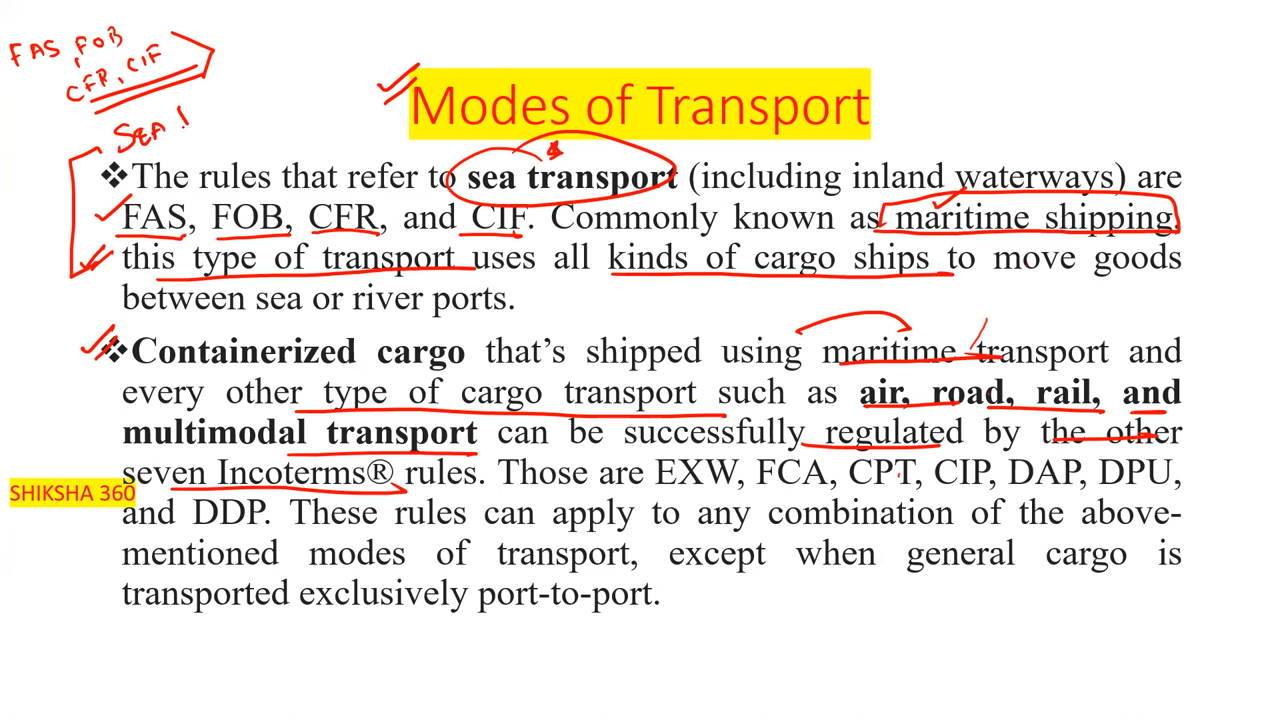 FAS, FOB
CFR, CIF
SEA!
Modes of Transport
❖The rules that refer to sea transport (including inland waterways) are
FAS, FOB, CFR, and CIF. Commonly known as maritime shipping,
this type of transport uses all kinds of cargo ships to move goods
between sea or river ports.
❖Containerized cargo that’s shipped using maritime transport and
every other type of cargo transport such as air, road, rail, and
multimodal transport can be successfully regulated by the other
seven Incoterms® rules. Those are EXW, FCA, CPT, CIP, DAP, DPU,
and DDP. These rules can apply to any combination of the above-
mentioned modes of transport, except when general cargo is
transported exclusively port-to-port.
SHIKSHA 360